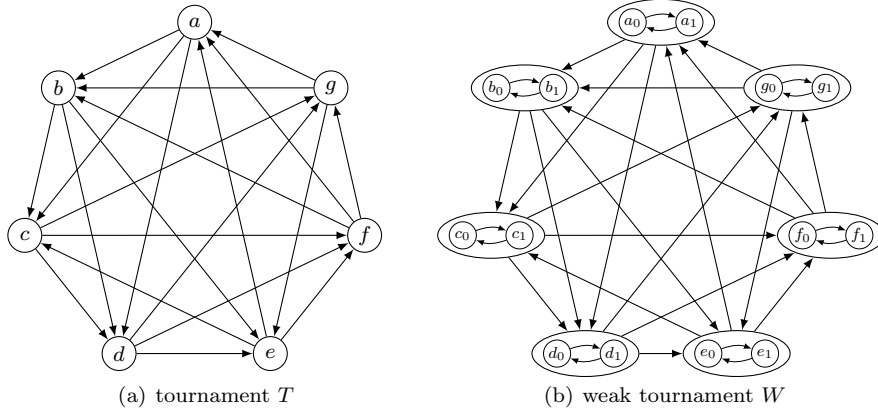 a
a₀ a₁
b
g
b₀ b₁
g₀ g₁
c
f
c₀ c₁
f₀ f₁
d
e
d₀ d₁
e₀ e₁
(a) tournament T
(b) weak tournament W